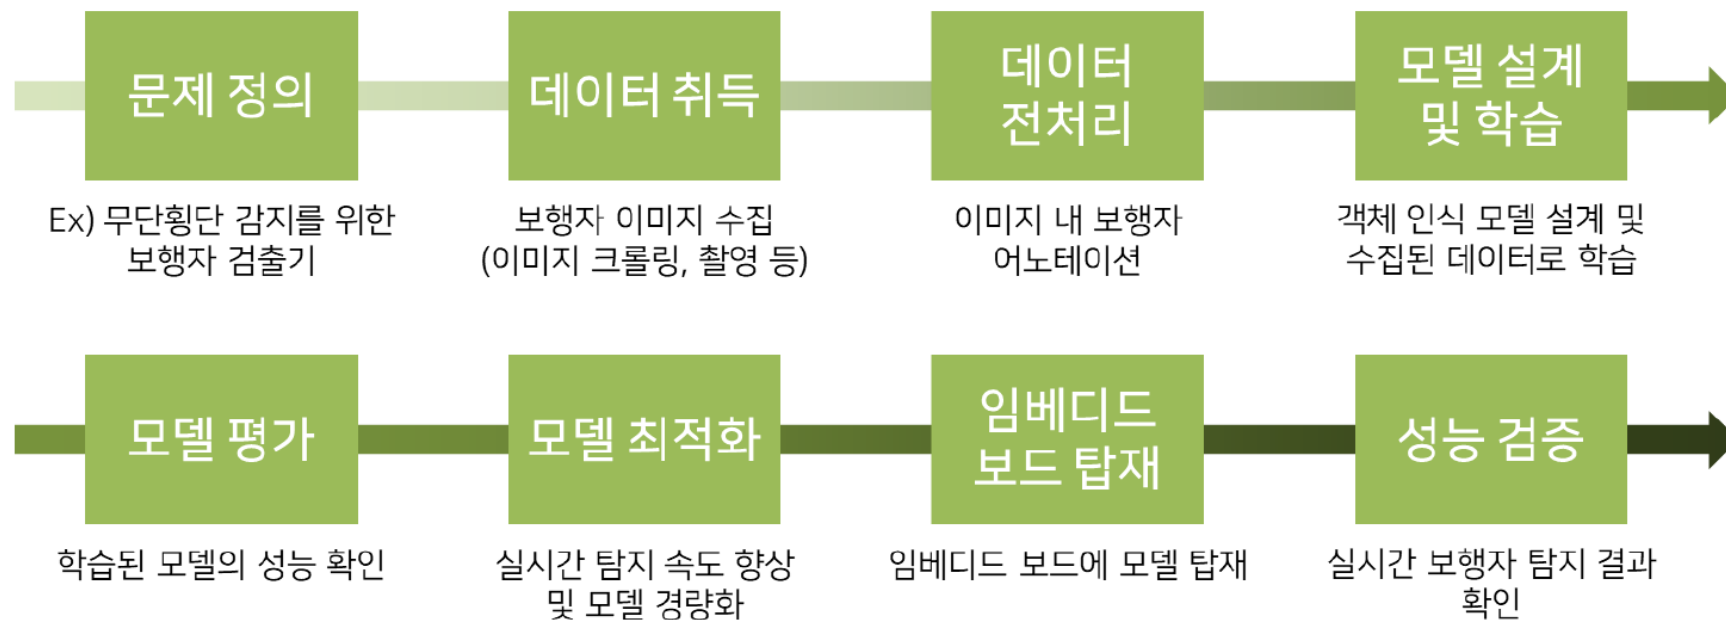 문제 정의
데이터 취득
데이터
전처리
모델 설계
및 학습
Ex) 무단횡단 감지를 위한
보행자 검출기
보행자 이미지 수집
(이미지 크롤링, 촬영 등)
이미지 내 보행자
어노테이션
객체 인식 모델 설계 및
수집된 데이터로 학습
모델 평가
모델 최적화
임베디드
보드 탑재
성능 검증
학습된 모델의 성능 확인
실시간 탐지 속도 향상
및 모델 경량화
임베디드 보드에 모델 탑재
실시간 보행자 탐지 결과
확인